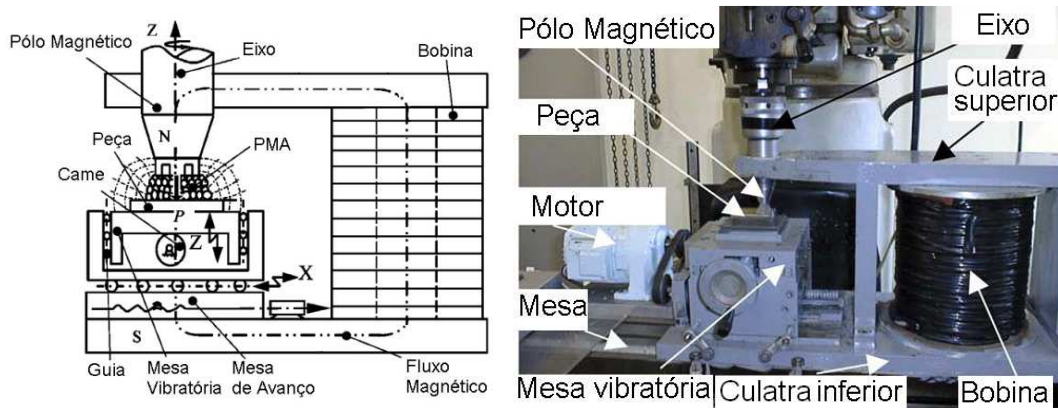 Z
Pólo Magnético
Eixo
Bobina
N
Peça
PMA
Came
P
Z
X
S
Guia
Mesa
Vibratória
Mesa
de Avanço
Fluxo
Magnético
Pólo Magnético
Eixo
Culatra
superior
Peça
Motor
Mesa
Mesa vibratória
Culatra inferior
Bobina